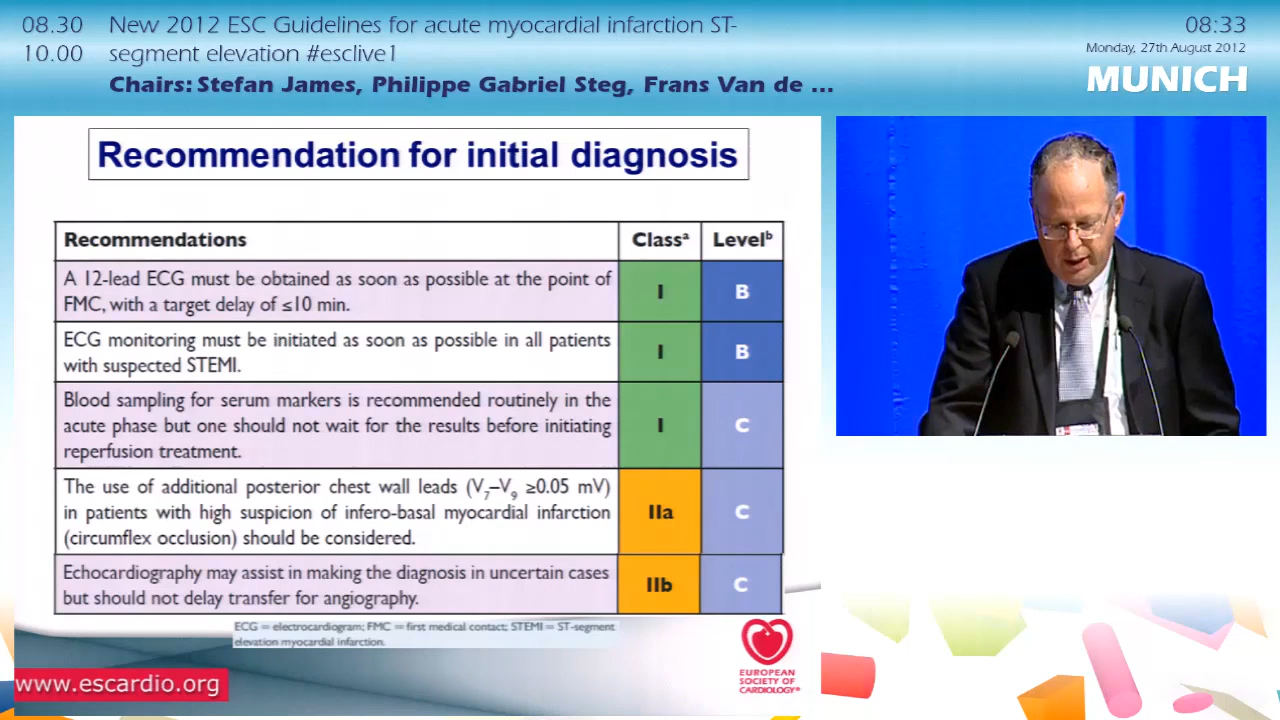 08.30 New 2012 ESC Guidelines for acute myocardial infarction ST-
10.00 segment elevation #esclive1
Chairs: Stefan James, Philippe Gabriel Steg, Frans Van de ...
08:33
Monday, 27th August 2012
MUNICH
Recommendation for initial diagnosis
Recommendations Classᵃ Levelᵇ
A 12-lead ECG must be obtained as soon as possible at the point of
FMC, with a target delay of ≤10 min.
I B
ECG monitoring must be initiated as soon as possible in all patients
with suspected STEMI.
I B
Blood sampling for serum markers is recommended routinely in the
acute phase but one should not wait for the results before initiating
reperfusion treatment.
I C
The use of additional posterior chest wall leads (V₇–V₉ ≥0.05 mV)
in patients with high suspicion of infero-basal myocardial infarction
(circumflex occlusion) should be considered.
IIa C
Echocardiography may assist in making the diagnosis in uncertain cases
but should not delay transfer for angiography.
IIb C
ECG = electrocardiogram; FMC = first medical contact; STEMI = ST-segment
elevation myocardial infarction.
www.escardio.org
EUROPEAN
SOCIETY OF
CARDIOLOGY®